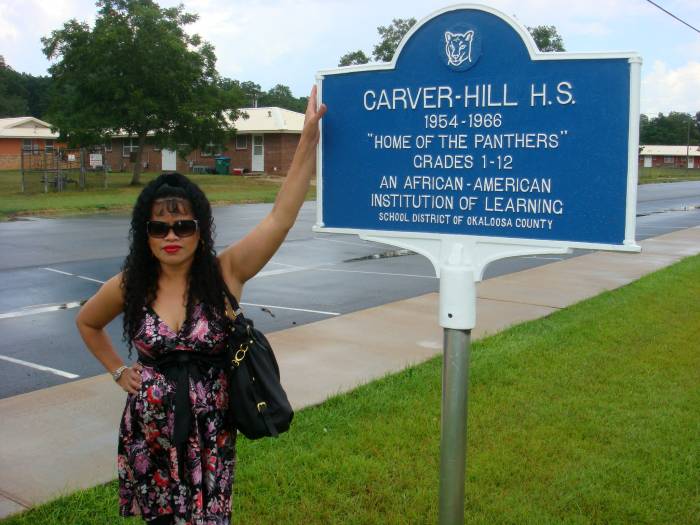 CARVER-HILL H.S.
1954-1966
"HOME OF THE PANTHERS"
GRADES 1-12
AN AFRICAN-AMERICAN
INSTITUTION OF LEARNING
SCHOOL DISTRICT OF OKALOOSA COUNTY